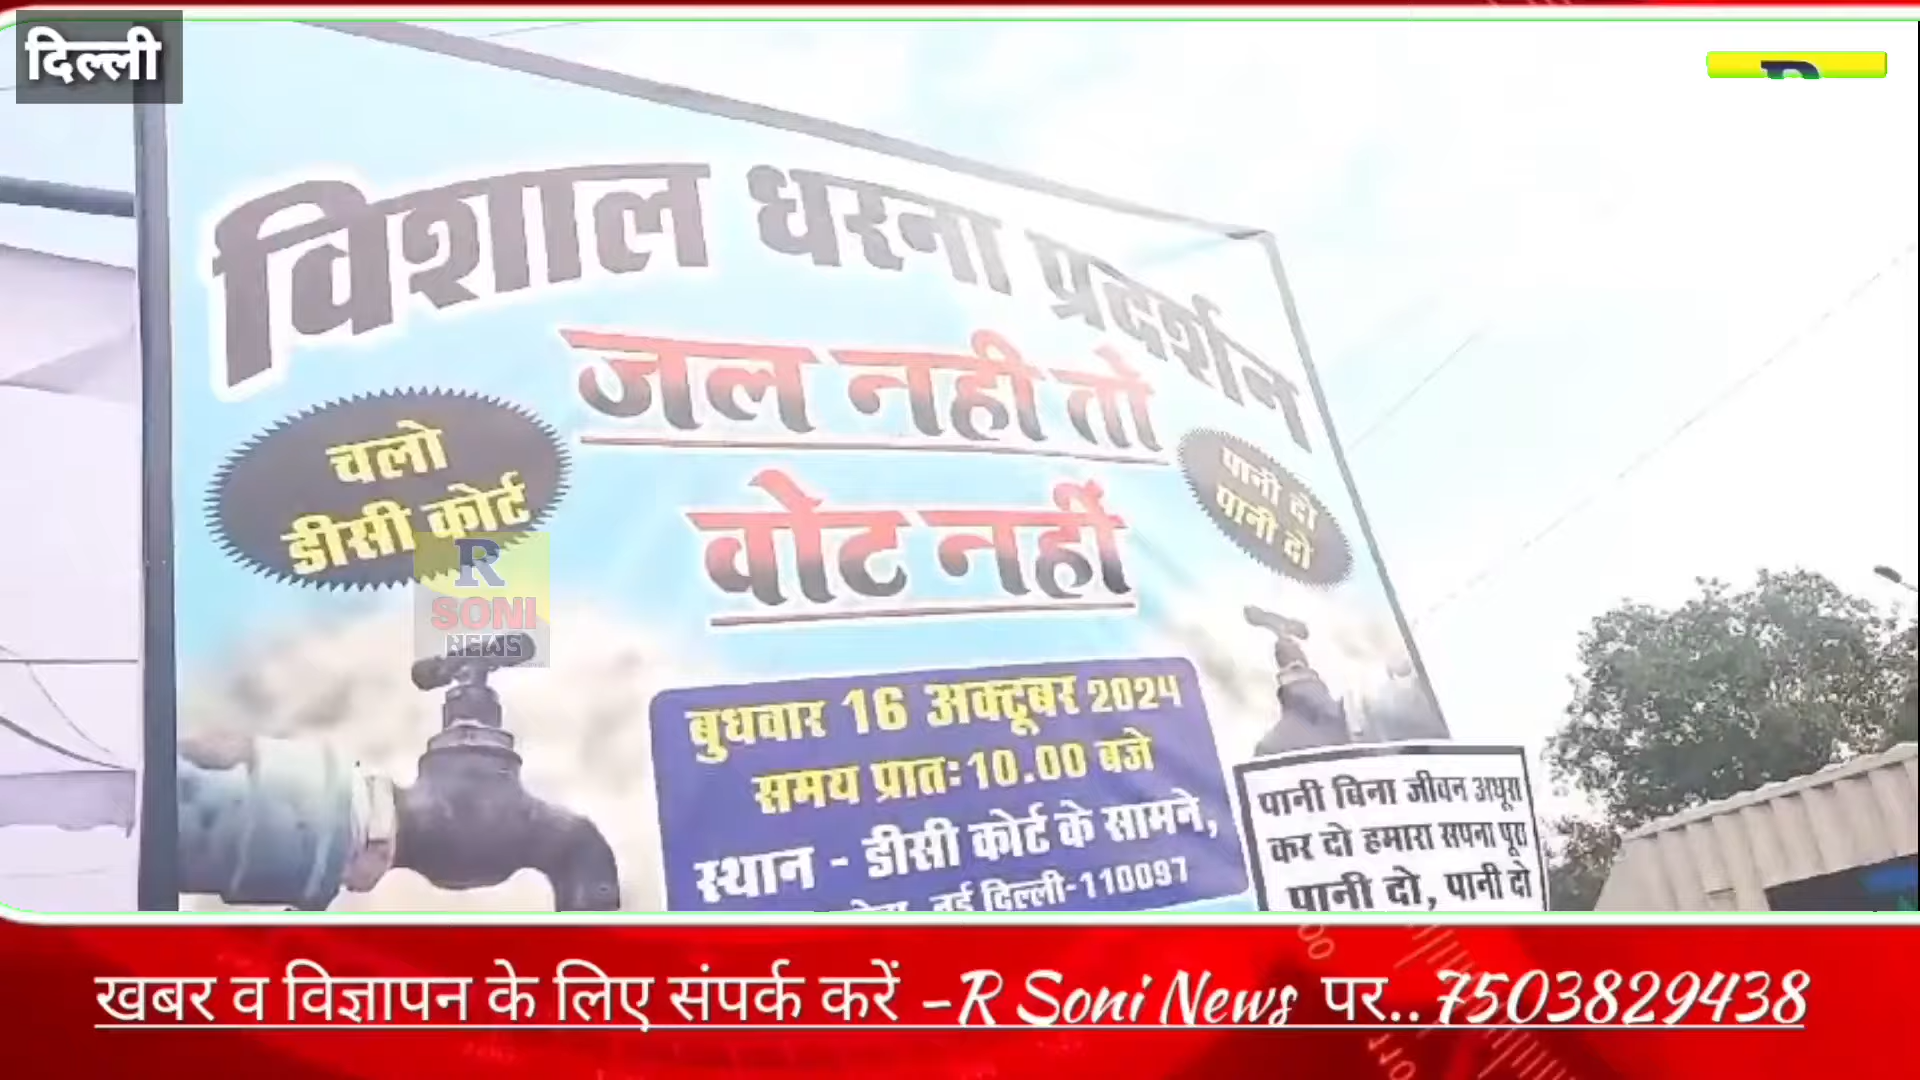 दिल्ली
विशाल धरना प्रदर्शन
जल नही तो
वोट नहीं
चलो
डीसी कोर्ट
पानी दो
पानी दो
R
SONI
NEWS
बुधवार 16 अक्टूबर 2024
समय प्रातः 10.00 बजे
स्थान - डीसी कोर्ट के सामने,
नई दिल्ली-110097
पानी बिना जीवन अधूरा
कर दो हमारा सपना पूरा
पानी दो, पानी दो
खबर व विज्ञापन के लिए संपर्क करें -R Soni News पर..7503829438